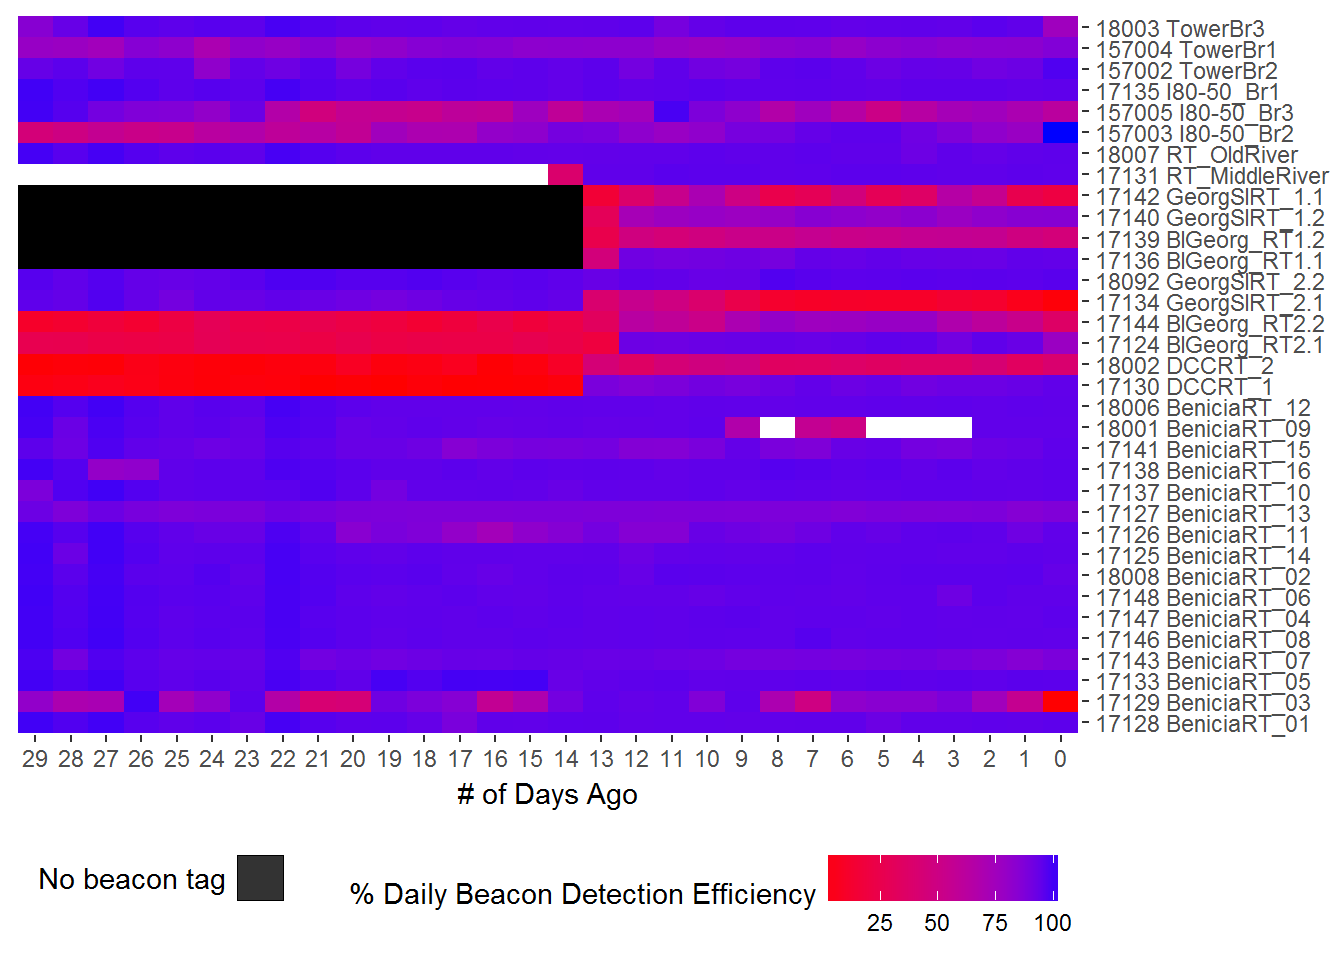 18003 TowerBr3
157004 TowerBr1
157002 TowerBr2
17135 I80-50_Br1
157005 I80-50_Br3
157003 I80-50_Br2
18007 RT_OldRiver
17131 RT_MiddleRiver
17142 GeorgSlRT_1.1
17140 GeorgSlRT_1.2
17139 BlGeorg_RT1.2
17136 BlGeorg_RT1.1
18092 GeorgSlRT_2.2
17134 GeorgSlRT_2.1
17144 BlGeorg_RT2.2
17124 BlGeorg_RT2.1
18002 DCCRT_2
17130 DCCRT_1
18006 BeniciaRT_12
18001 BeniciaRT_09
17141 BeniciaRT_15
17138 BeniciaRT_16
17137 BeniciaRT_10
17127 BeniciaRT_13
17126 BeniciaRT_11
17125 BeniciaRT_14
18008 BeniciaRT_02
17148 BeniciaRT_06
17147 BeniciaRT_04
17146 BeniciaRT_08
17143 BeniciaRT_07
17133 BeniciaRT_05
17129 BeniciaRT_03
17128 BeniciaRT_01
29 28 27 26 25 24 23 22 21 20 19 18 17 16 15 14 13 12 11 10 9 8 7 6 5 4 3 2 1 0
# of Days Ago
No beacon tag
% Daily Beacon Detection Efficiency
25 50 75 100